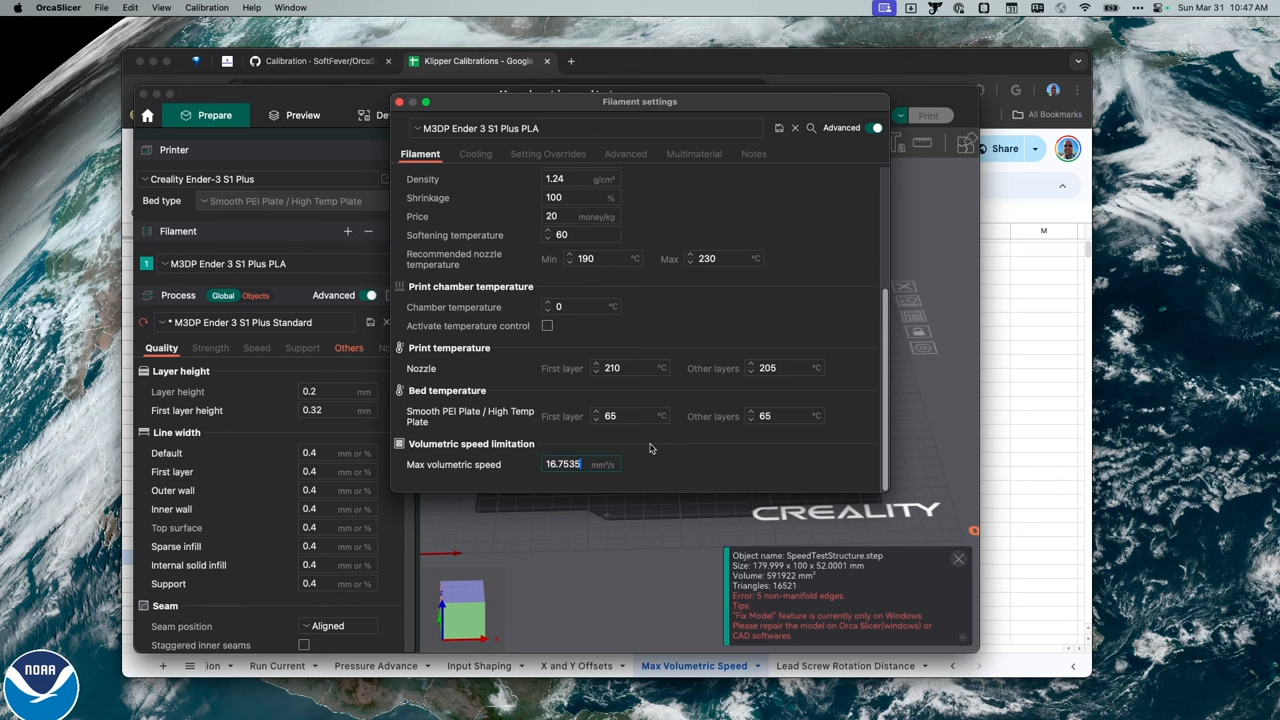 OrcaSlicer File Edit View Calibration Help Window Sun Mar 31 10:47 AM
Calibration · SoftFever/OrcaS Klipper Calibrations - Google
Filament settings
Prepare Preview Print All Bookmarks
M3DP Ender 3 S1 Plus PLA Advanced
Share
Filament Cooling Setting Overrides Advanced Multimaterial Notes
Printer
Creality Ender-3 S1 Plus
Bed type Smooth PEI Plate / High Temp Plate
Filament
1 M3DP Ender 3 S1 Plus PLA
Process Global Objects Advanced
* M3DP Ender 3 S1 Plus Standard
Quality Strength Speed Support Others
Layer height
Layer height 0.2 mm
First layer height 0.32 mm
Line width
Default 0.4 mm or %
First layer 0.4 mm or %
Outer wall 0.4 mm or %
Inner wall 0.4 mm or %
Top surface 0.4 mm or %
Sparse infill 0.4 mm or %
Internal solid infill 0.4 mm or %
Support 0.4 mm or %
Seam
Seam position Aligned
Staggered inner seams
Density 1.24 g/cm³
Shrinkage 100 %
Price 20 money/kg
Softening temperature 60
Recommended nozzle
temperature Min 190 °C Max 230 °C
Print chamber temperature
Chamber temperature 0 °C
Activate temperature control
Print temperature
Nozzle First layer 210 °C Other layers 205 °C
Bed temperature
Smooth PEI Plate / High Temp
Plate First layer 65 °C Other layers 65 °C
Volumetric speed limitation
Max volumetric speed 16.7535 mm³/s
M
CREALITY
Object name: SpeedTestStructure.step
Size: 179.999 x 100 x 52.0001 mm
Volume: 591922 mm³
Triangles: 16521
Error: 5 non-manifold edges.
Tips:
"Fix Model" feature is currently only on Windows.
Please repair the model on Orca Slicer(windows) or
CAD softwares.
Run Current Pressure Advance Input Shaping X and Y Offsets Max Volumetric Speed Lead Screw Rotation Distance
NOAA